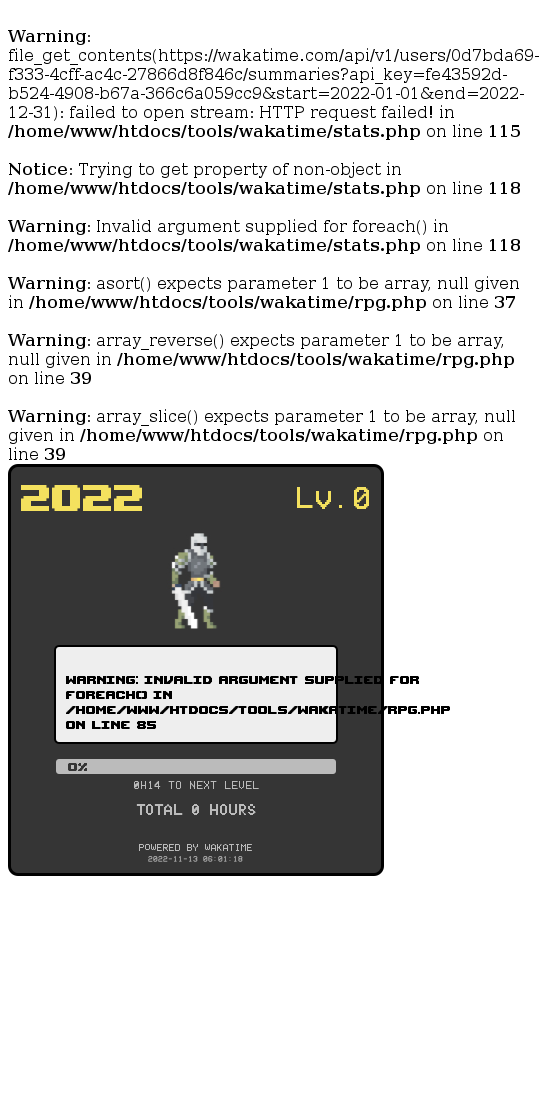 Warning:
file_get_contents(https://wakatime.com/api/v1/users/0d7bda69-
f333-4cff-ac4c-27866d8f846c/summaries?api_key=fe43592d-
b524-4908-b67a-366c6a059cc9&start=2022-01-01&end=2022-
12-31): failed to open stream: HTTP request failed! in
/home/www/htdocs/tools/wakatime/stats.php on line 115
Notice: Trying to get property of non-object in
/home/www/htdocs/tools/wakatime/stats.php on line 118
Warning: Invalid argument supplied for foreach() in
/home/www/htdocs/tools/wakatime/stats.php on line 118
Warning: asort() expects parameter 1 to be array, null given
in /home/www/htdocs/tools/wakatime/rpg.php on line 37
Warning: array_reverse() expects parameter 1 to be array,
null given in /home/www/htdocs/tools/wakatime/rpg.php
on line 39
Warning: array_slice() expects parameter 1 to be array, null
given in /home/www/htdocs/tools/wakatime/rpg.php on
line 39
2022 Lv.0
WARNING: INVALID ARGUMENT SUPPLIED FOR
FOREACH() IN
/HOME/WWW/HTDOCS/TOOLS/WAKATIME/RPG.PHP
ON LINE 85
0%
0H14 TO NEXT LEVEL
TOTAL 0 HOURS
POWERED BY WAKATIME
2022-11-13 06:01:18